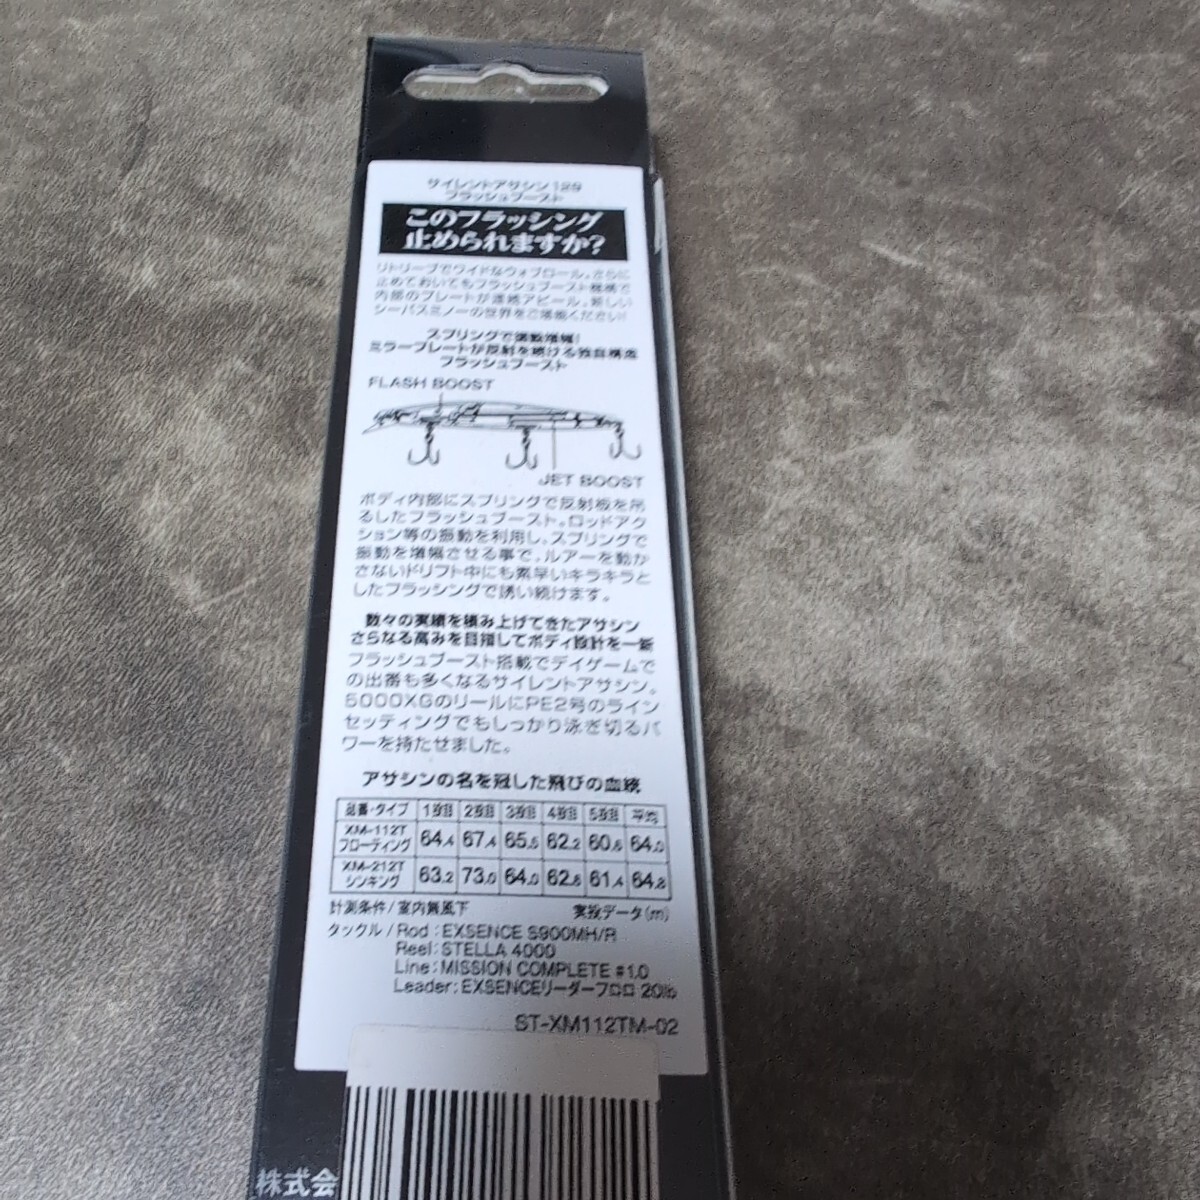 サイレントアサシン129
フラッシュブースト
このフラッシング
止められますか?
リトリーブでワイドなウォブロール。さらに
止めておいてもフラッシュブースト機構で
内部のプレートが連続アピール。新しい
シーバスミノーの世界をご堪能ください!!
スプリングで振動増幅!
ミラープレートが反射を続ける独自構造
フラッシュブースト
FLASH BOOST
JET BOOST
ボディ内部にスプリングで反射板を吊
るしたフラッシュブースト。ロッドアク
ション等の振動を利用し、スプリングで
振動を増幅させる事で、ルアーを動か
さないドリフト中にも素早いキラキラと
したフラッシングで誘い続けます。
数々の実績を積み上げてきたアサシン
さらなる高みを目指してボディ設計を一新
フラッシュブースト搭載でデイゲームで
の出番も多くなるサイレントアサシン。
5000XGのリールにPE2号のライン
セッティングでもしっかり泳ぎ切るパ
ワーを持たせました。
アサシンの名を冠した飛びの血統
品番・タイプ 1投目 2投目 3投目 4投目 5投目 平均
XM-112T
フローティング 64.4 67.4 65.5 62.2 60.6 64.0
XM-212T
シンキング 63.2 73.0 64.0 62.8 61.4 64.8
計測条件/室内無風下 実投データ(m)
タックル/Rod:EXSENCE S900MH/R
Reel:STELLA 4000
Line:MISSION COMPLETE #1.0
Leader:EXSENCEリーダーフロロ 20lb
ST-XM112TM-02
株式会